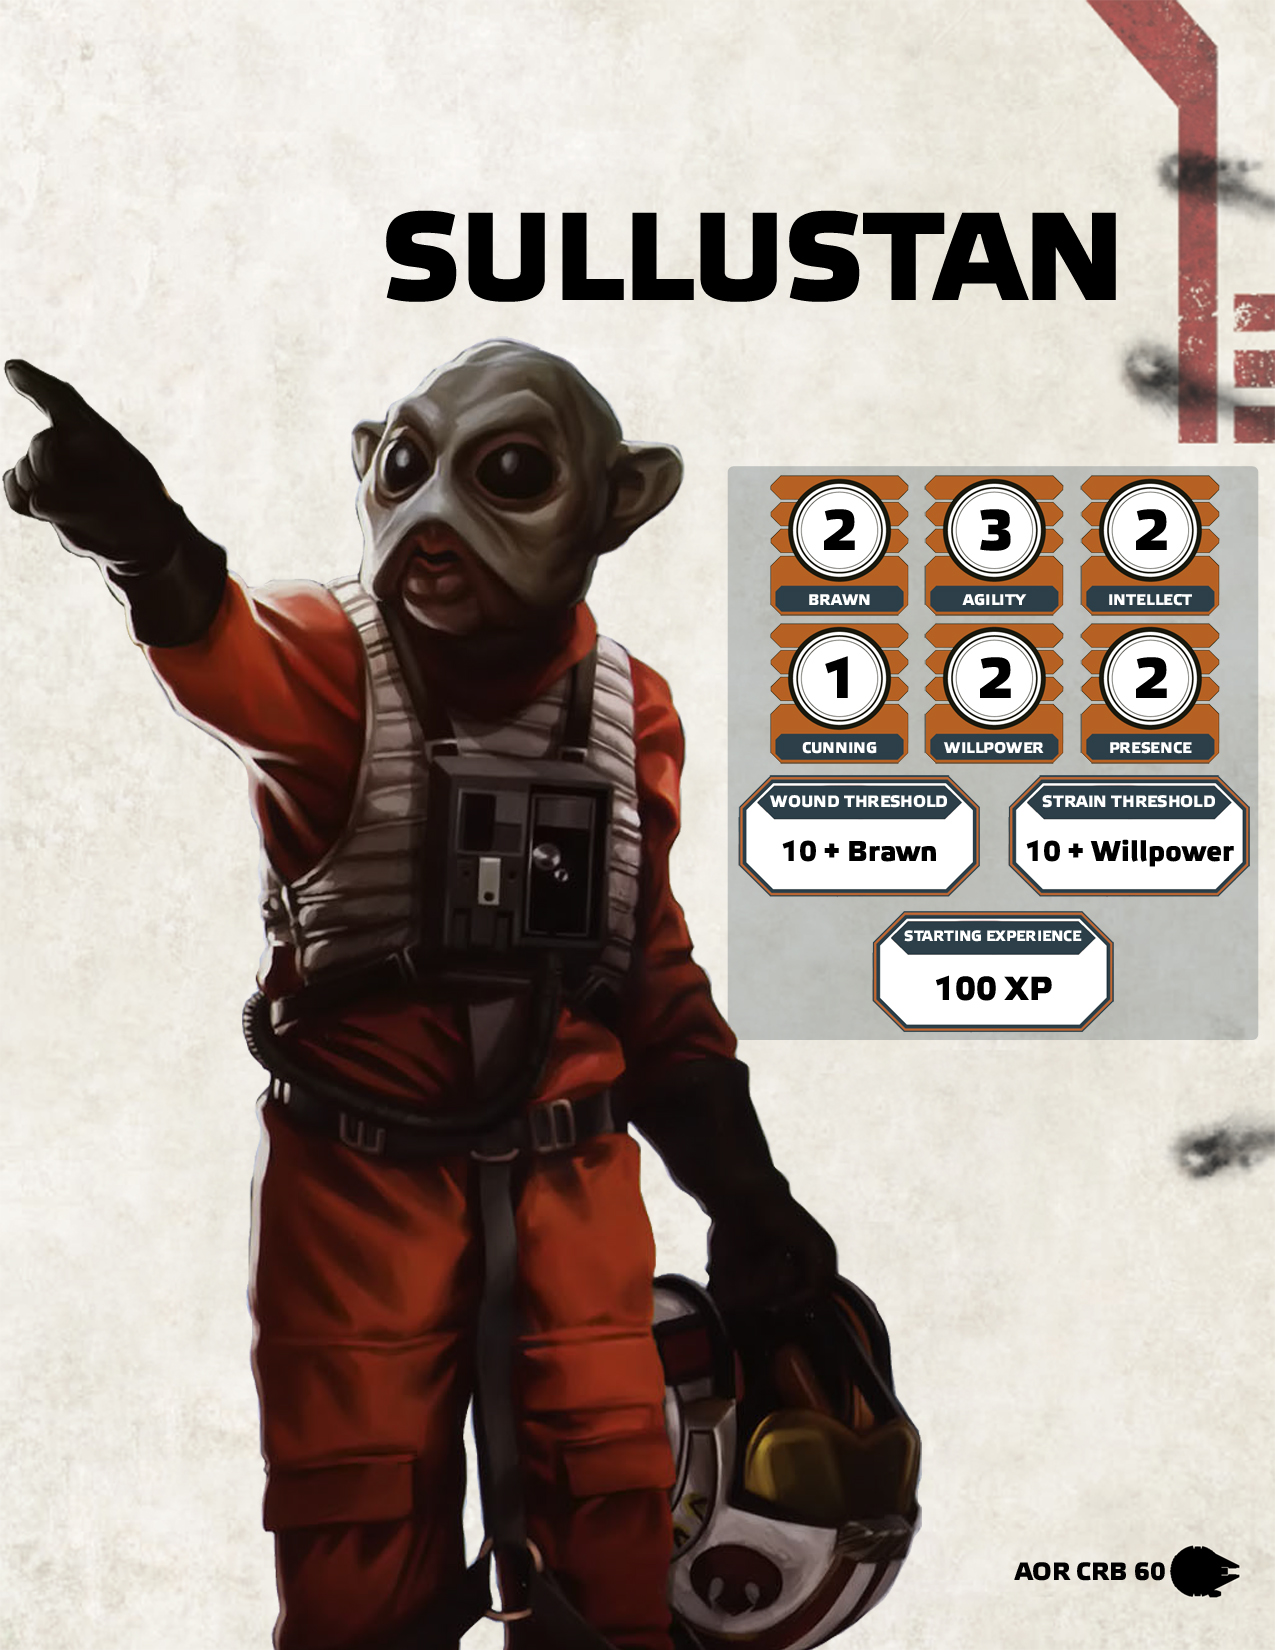 SULLUSTAN
2 3 2
BRAWN AGILITY INTELLECT
1 2 2
CUNNING WILLPOWER PRESENCE
WOUND THRESHOLD STRAIN THRESHOLD
10 + Brawn 10 + Willpower
STARTING EXPERIENCE
100 XP
AOR CRB 60